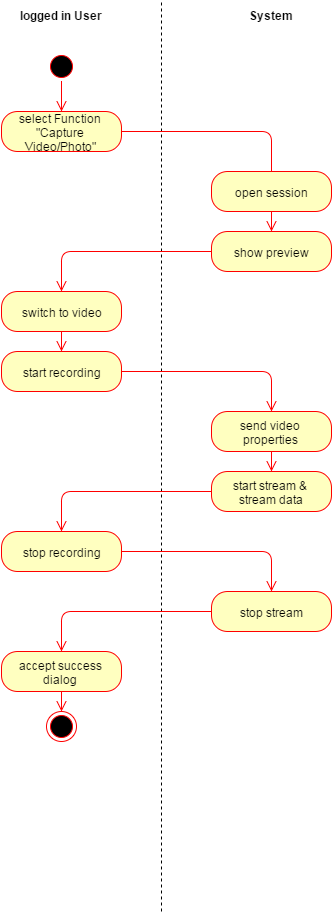 logged in User
System
select Function
"Capture
Video/Photo"
open session
show preview
switch to video
start recording
send video
properties
start stream &
stream data
stop recording
stop stream
accept success
dialog